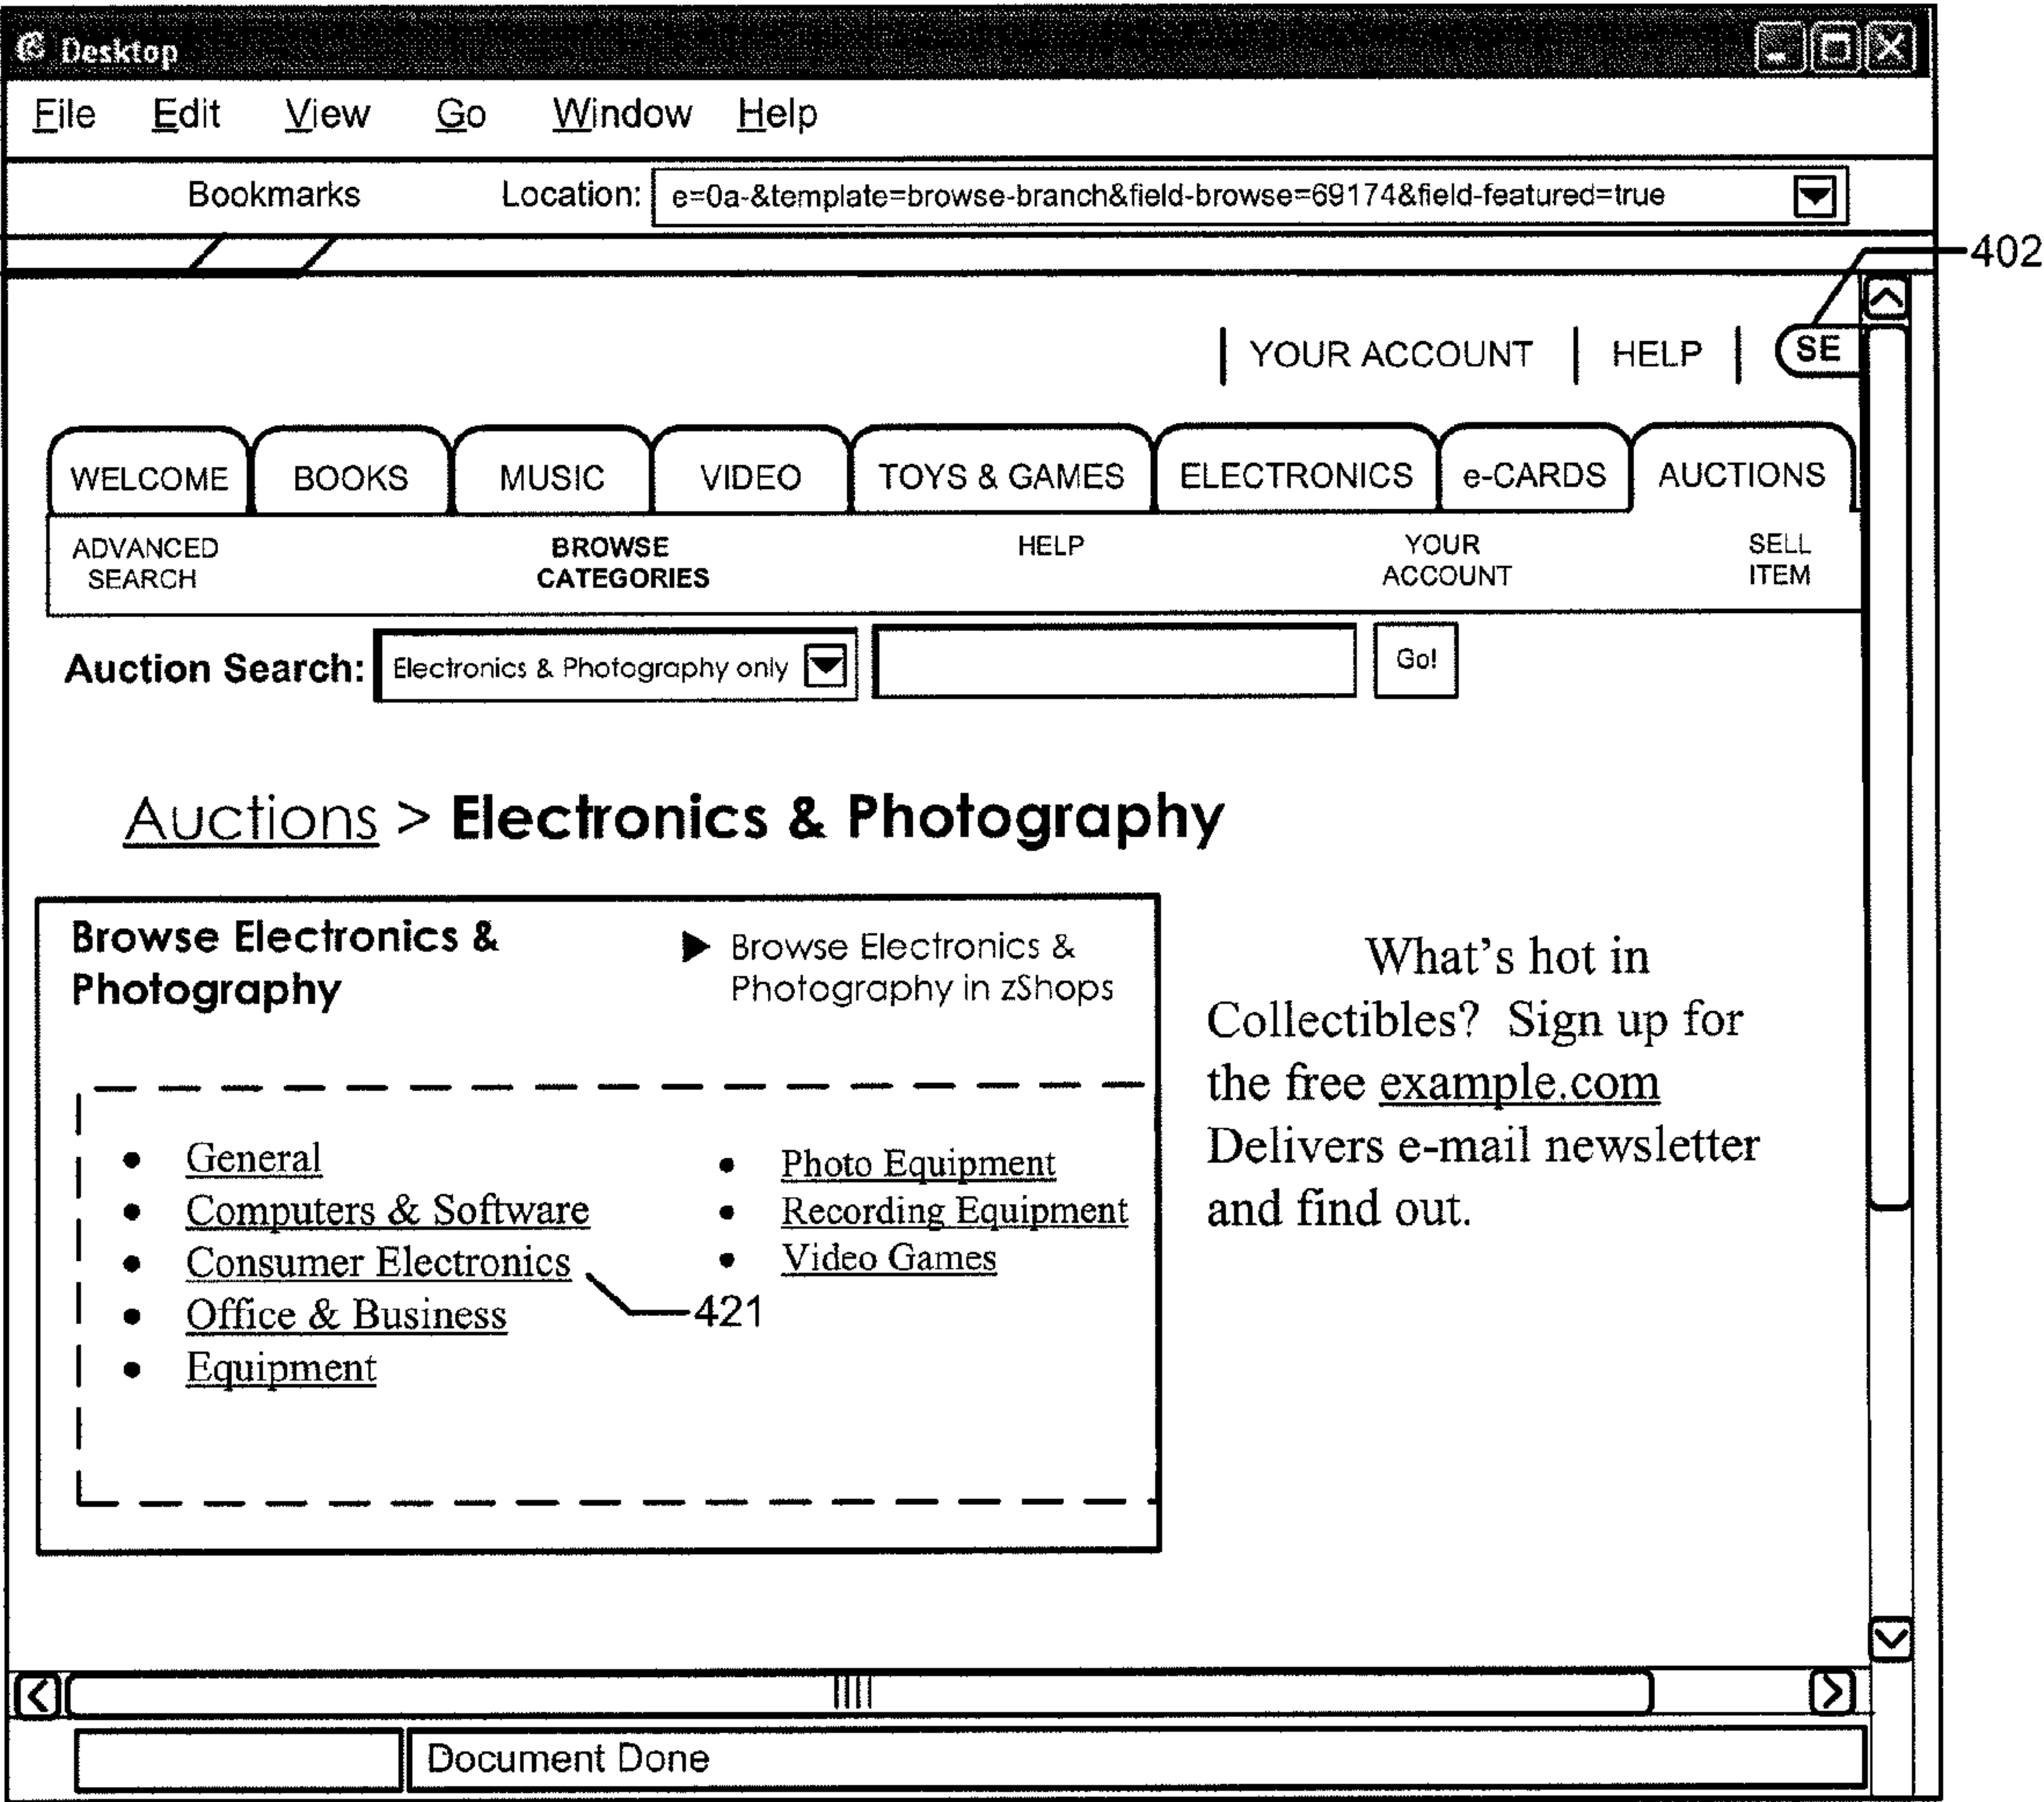 Desktop
File Edit View Go Window Help
Bookmarks Location: e=0a-&template=browse-branch&field-browse=69174&field-featured=true
402
YOUR ACCOUNT HELP SE
WELCOME BOOKS MUSIC VIDEO TOYS & GAMES ELECTRONICS e-CARDS AUCTIONS
ADVANCED SEARCH
BROWSE CATEGORIES
HELP
YOUR ACCOUNT
SELL ITEM
Auction Search: Electronics & Photography only Go!
Auctions > Electronics & Photography
Browse Electronics &
Photography
Browse Electronics &
Photography in zShops
General
Computers & Software
Consumer Electronics
421
Office & Business
Equipment
Photo Equipment
Recording Equipment
Video Games
What's hot in
Collectibles? Sign up for
the free example.com
Delivers e-mail newsletter
and find out.
Document Done